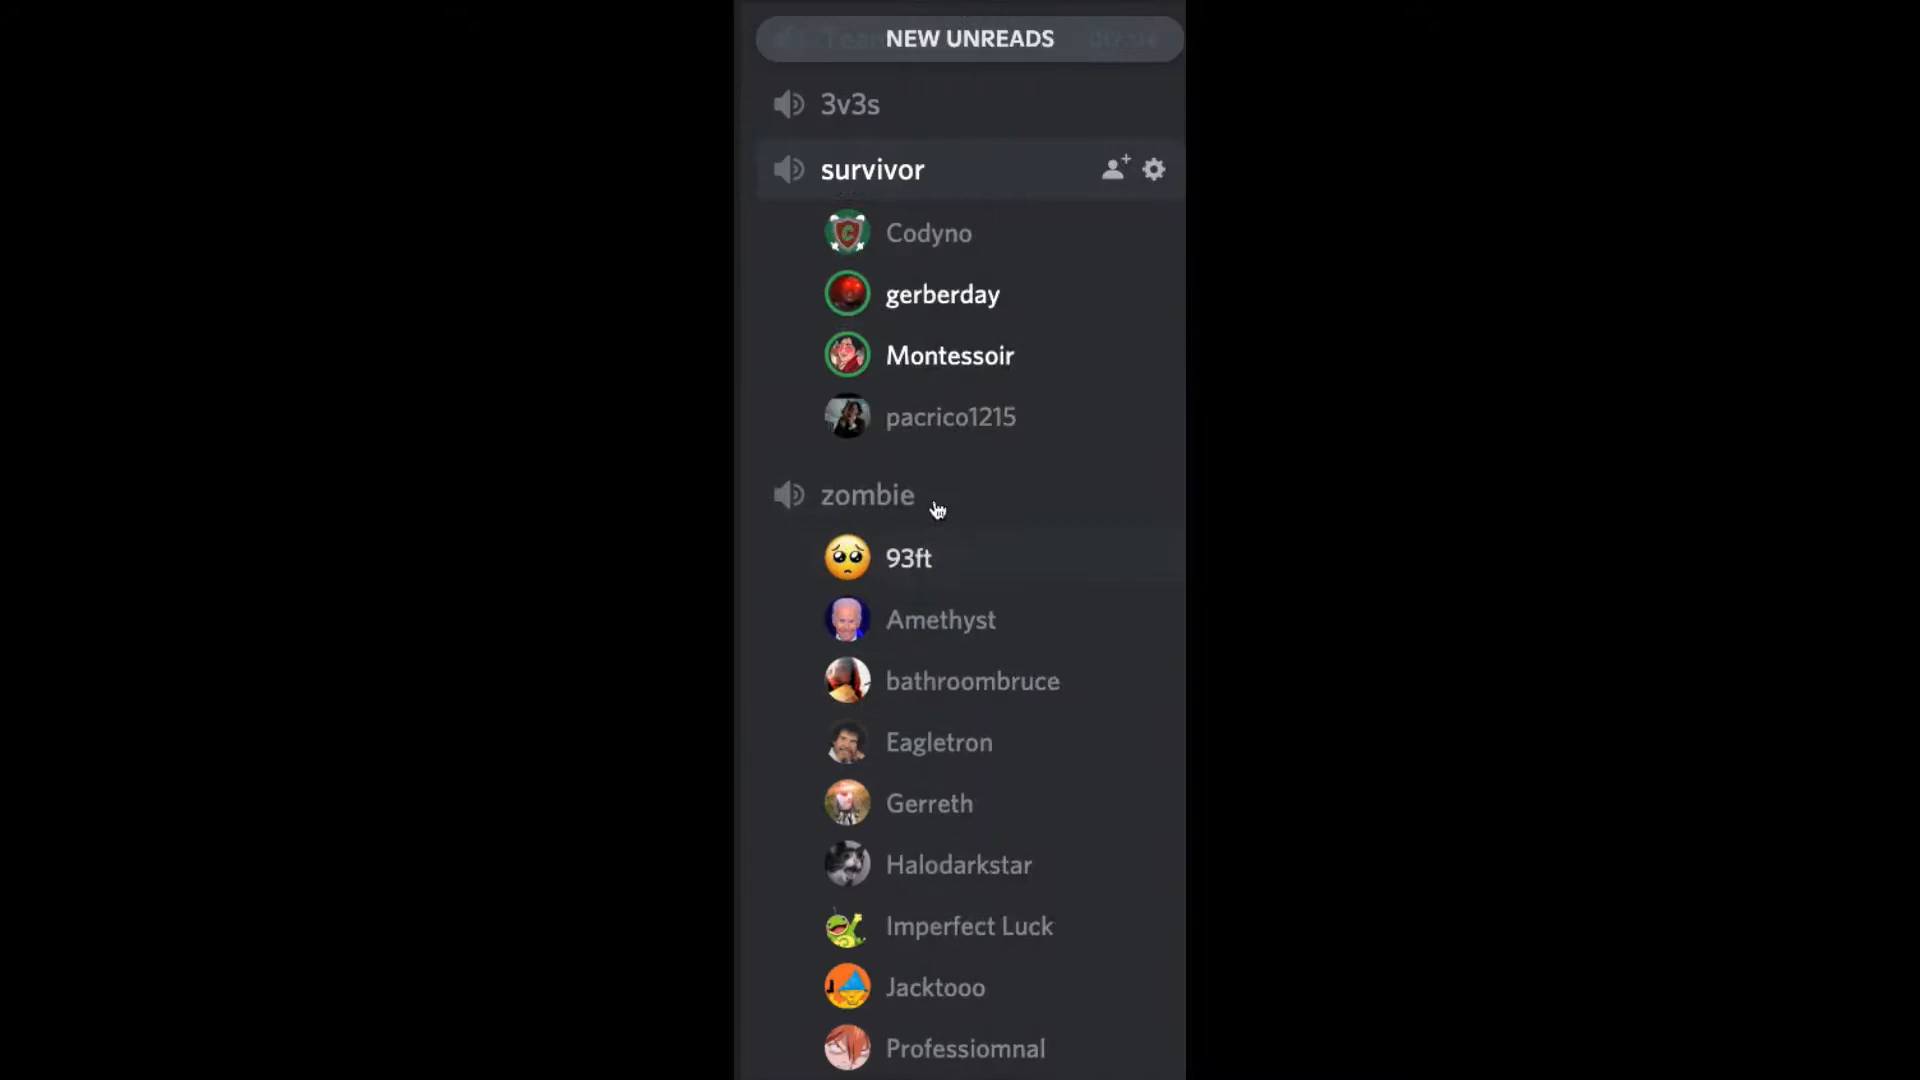 NEW UNREADS
3v3s
survivor
Codyno
gerberday
Montessoir
pacrico1215
zombie
93ft
Amethyst
bathroombruce
Eagletron
Gerreth
Halodarkstar
Imperfect Luck
Jacktooo
Professiomnal